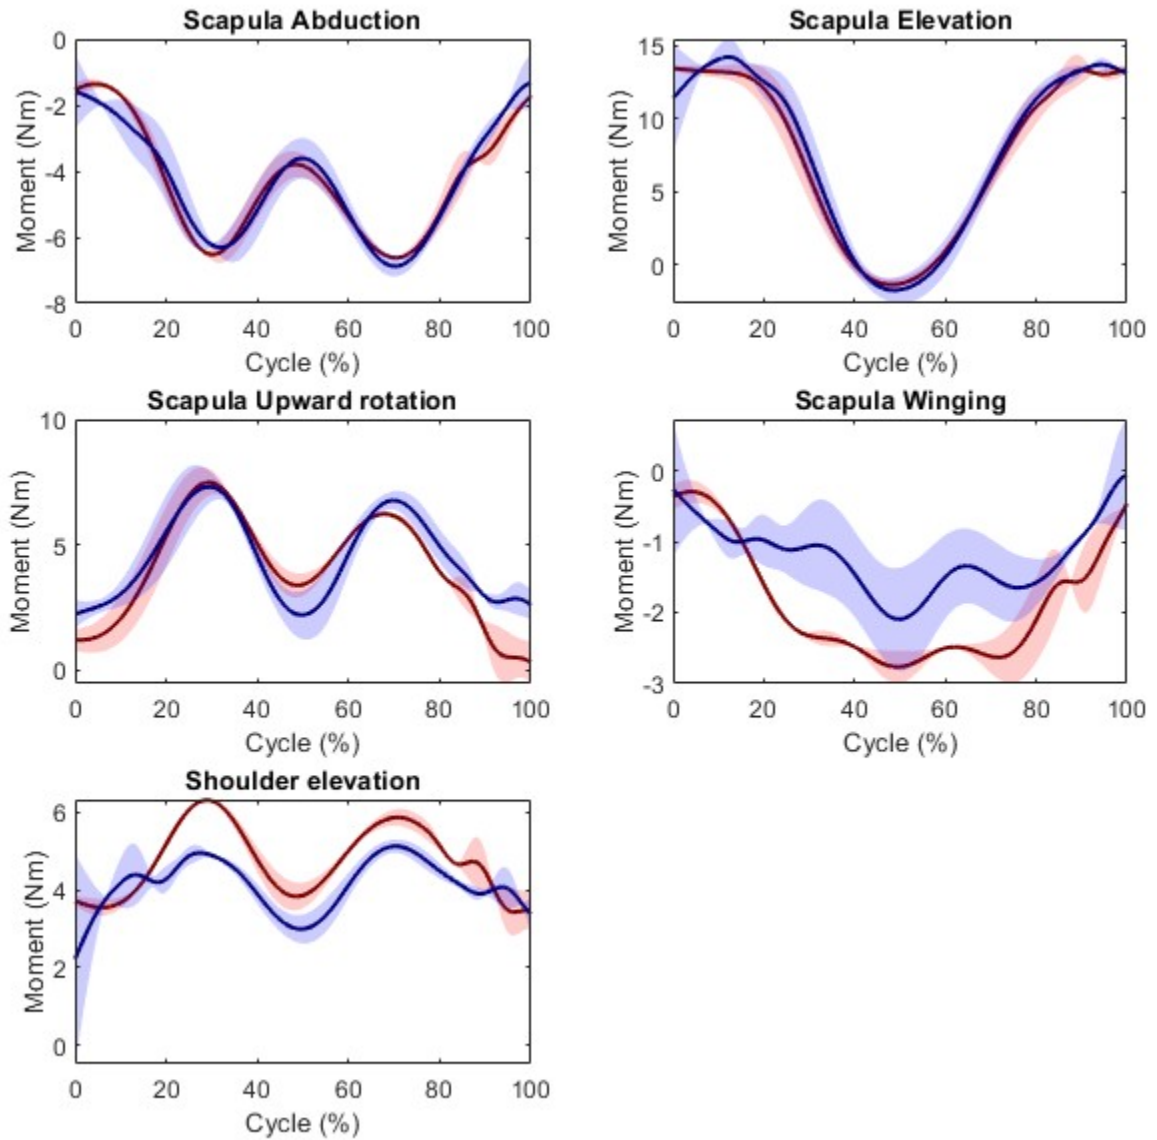 Scapula Abduction
0
-2
-4
-6
-8
Moment (Nm)
0 20 40 60 80 100
Cycle (%)
Scapula Elevation
15
10
5
0
Moment (Nm)
0 20 40 60 80 100
Cycle (%)
Scapula Upward rotation
10
5
0
Moment (Nm)
0 20 40 60 80 100
Cycle (%)
Scapula Winging
0
-1
-2
-3
Moment (Nm)
0 20 40 60 80 100
Cycle (%)
Shoulder elevation
6
4
2
0
Moment (Nm)
0 20 40 60 80 100
Cycle (%)